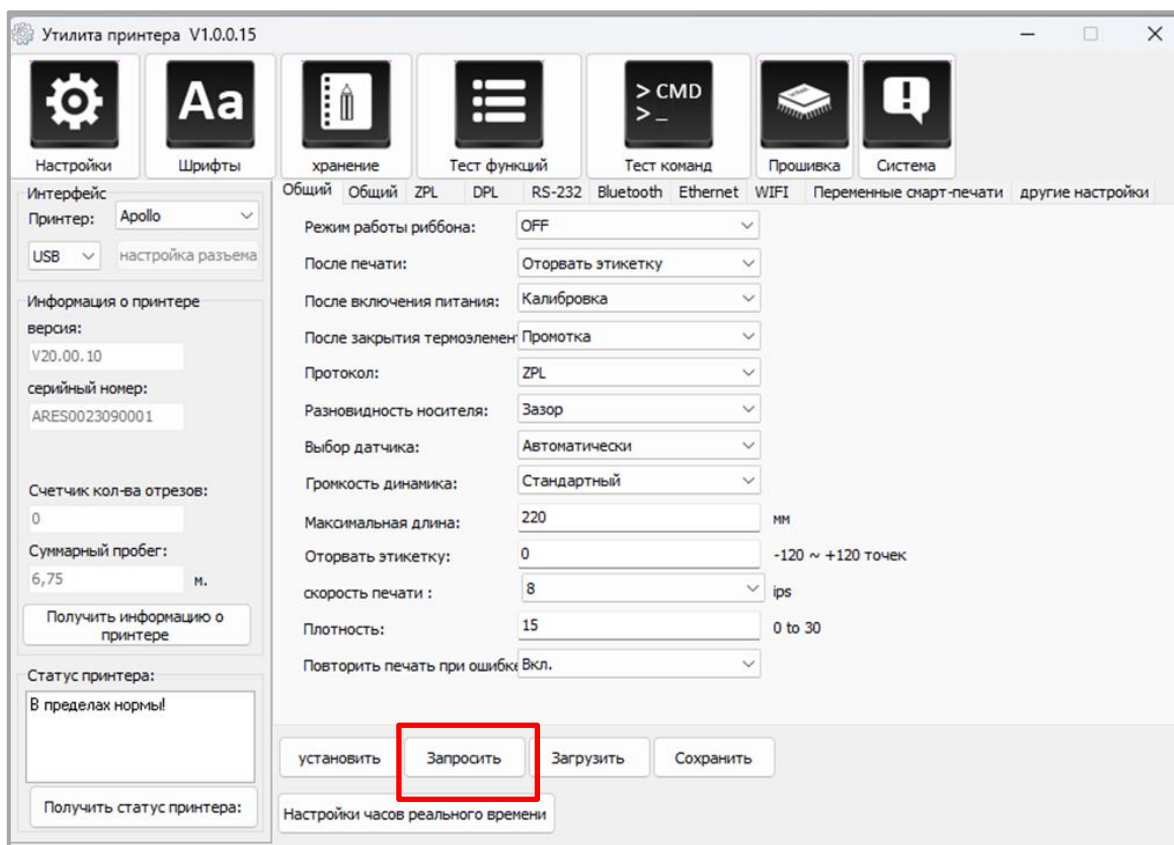 Утилита принтера V1.0.0.15
Aa
> CMD
> _
Настройки
Шрифты
хранение
Тест функций
Тест команд
Прошивка
Система
Интерфейс
Принтер:
Apollo
USB
настройка разъема
Информация о принтере
версия:
V20.00.10
серийный номер:
ARES0023090001
Счетчик кол-ва отрезов:
0
Суммарный пробег:
6,75
м.
Получить информацию о
принтере
Статус принтера:
В пределах нормы!
Получить статус принтера:
Общий
Общий
ZPL
DPL
RS-232
Bluetooth
Ethernet
WIFI
Переменные смарт-печати
другие настройки
Режим работы риббона:
OFF
После печати:
Оторвать этикетку
После включения питания:
Калибровка
После закрытия термоэлемен
Промотка
Протокол:
ZPL
Разновидность носителя:
Зазор
Выбор датчика:
Автоматически
Громкость динамика:
Стандартный
Максимальная длина:
220
мм
Оторвать этикетку:
0
-120 ~ +120 точек
скорость печати :
8
ips
Плотность:
15
0 to 30
Повторить печать при ошибке
Вкл.
установить
Запросить
Загрузить
Сохранить
Настройки часов реального времени